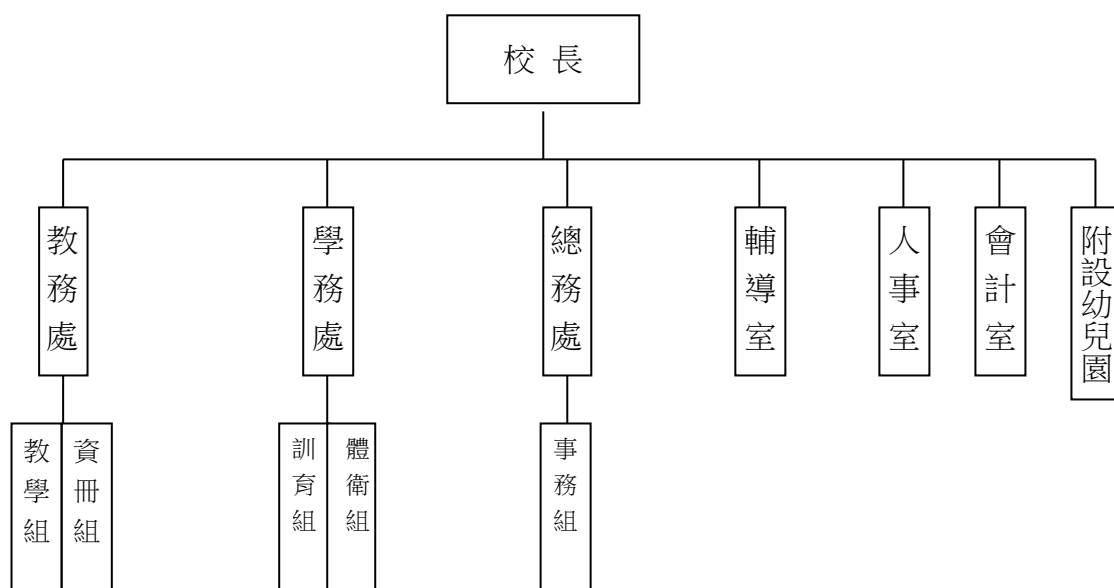 校長
教務處
學務處
總務處
輔導室
人事室
會計室
附設幼兒園
教學組
資冊組
訓育組
體衛組
事務組